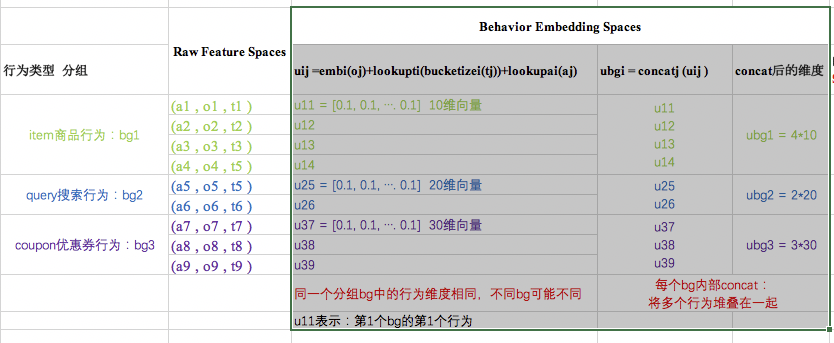 Behavior Embedding Spaces
Raw Feature Spaces
行为类型 分组
uij =embi(oj)+lookupti(bucketizei(tj))+lookupai(aj)
ubgi = concatj (uij )
concat后的维度
item商品行为：bg1
(a1 , o1 , t1 )
u11 = [0.1, 0.1, …. 0.1] 10维向量
u11
(a2 , o2 , t2 )
u12
u12
(a3 , o3 , t3 )
u13
u13
(a4 , o4 , t5 )
u14
u14
ubg1 = 4*10
query搜索行为：bg2
(a5 , o5 , t5 )
u25 = [0.1, 0.1, …. 0.1] 20维向量
u25
(a6 , o6 , t6 )
u26
u26
ubg2 = 2*20
coupon优惠券行为：bg3
(a7 , o7 , t7 )
u37 = [0.1, 0.1, …. 0.1] 30维向量
u37
(a8 , o8 , t8 )
u38
u38
(a9 , o9 , t9 )
u39
u39
ubg3 = 3*30
同一个分组bg中的行为维度相同，不同bg可能不同
每个bg内部concat：
将多个行为堆叠在一起
u11表示：第1个bg的第1个行为